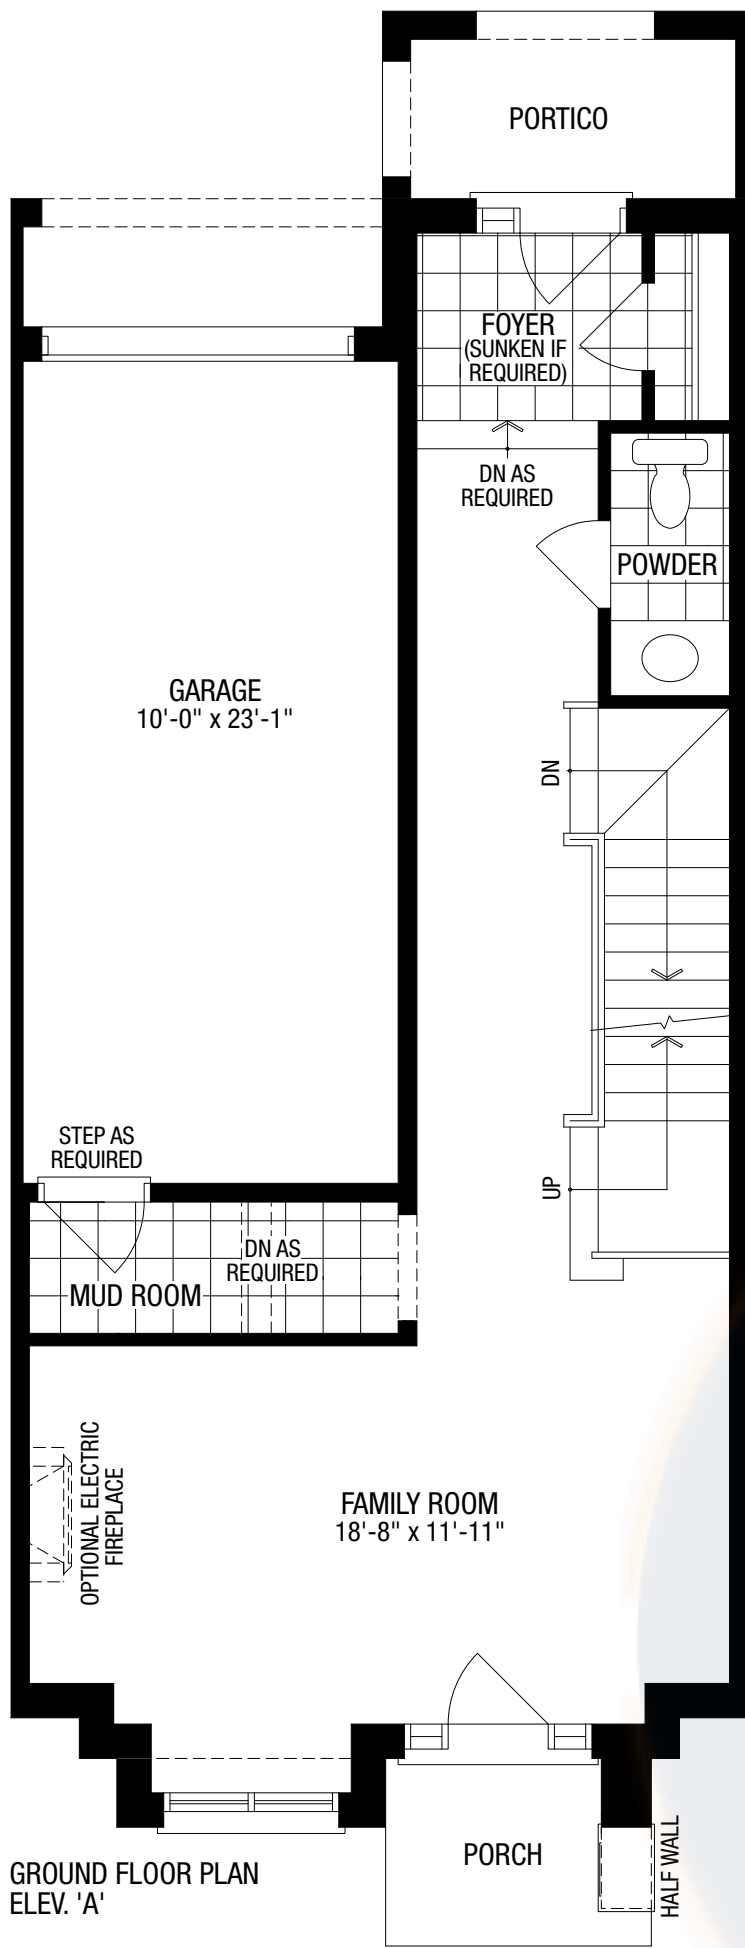 PORTICO
FOYER
(SUNKEN IF
REQUIRED)
DN AS
REQUIRED
POWDER
GARAGE
10'-0" x 23'-1"
DN
STEP AS
REQUIRED
UP
DN AS
REQUIRED
MUD ROOM
OPTIONAL ELECTRIC
FIREPLACE
FAMILY ROOM
18'-8" x 11'-11"
PORCH
HALF WALL
GROUND FLOOR PLAN
ELEV. 'A'